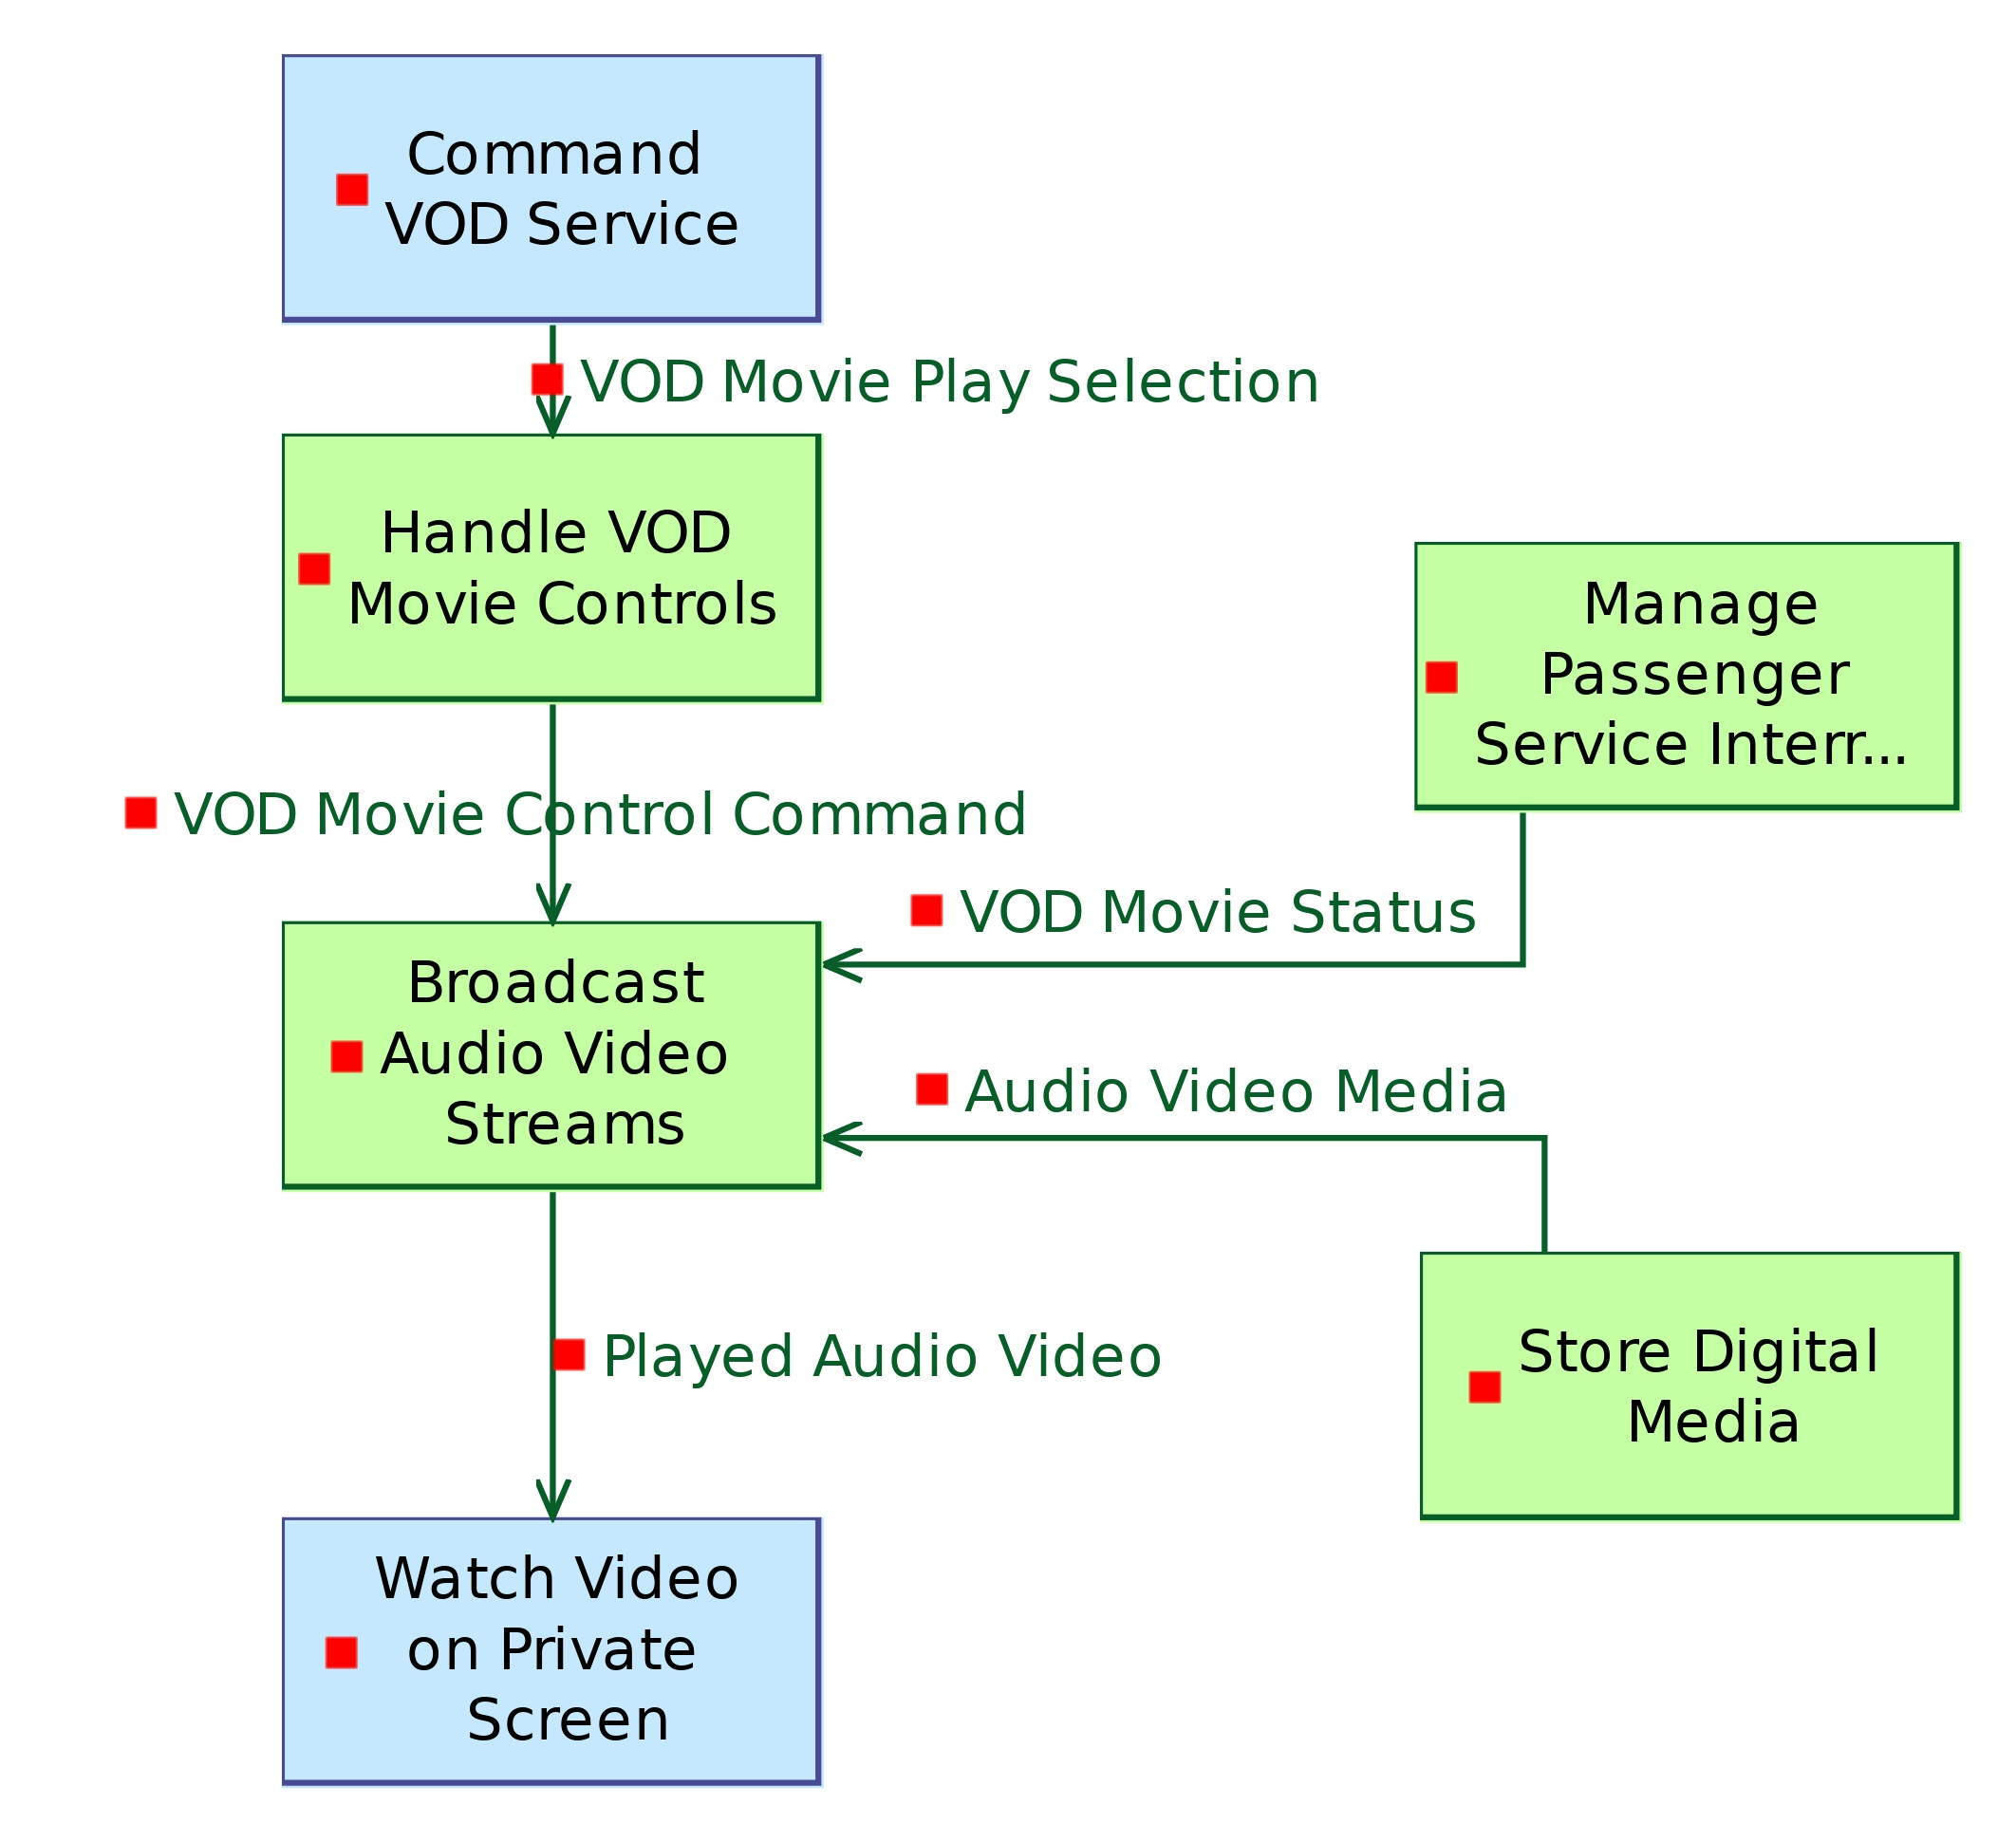 Command
VOD Service
VOD Movie Play Selection
Handle VOD
Movie Controls
Manage
Passenger
Service Interr...
VOD Movie Control Command
VOD Movie Status
Broadcast
Audio Video
Streams
Audio Video Media
Played Audio Video
Store Digital
Media
Watch Video
on Private
Screen